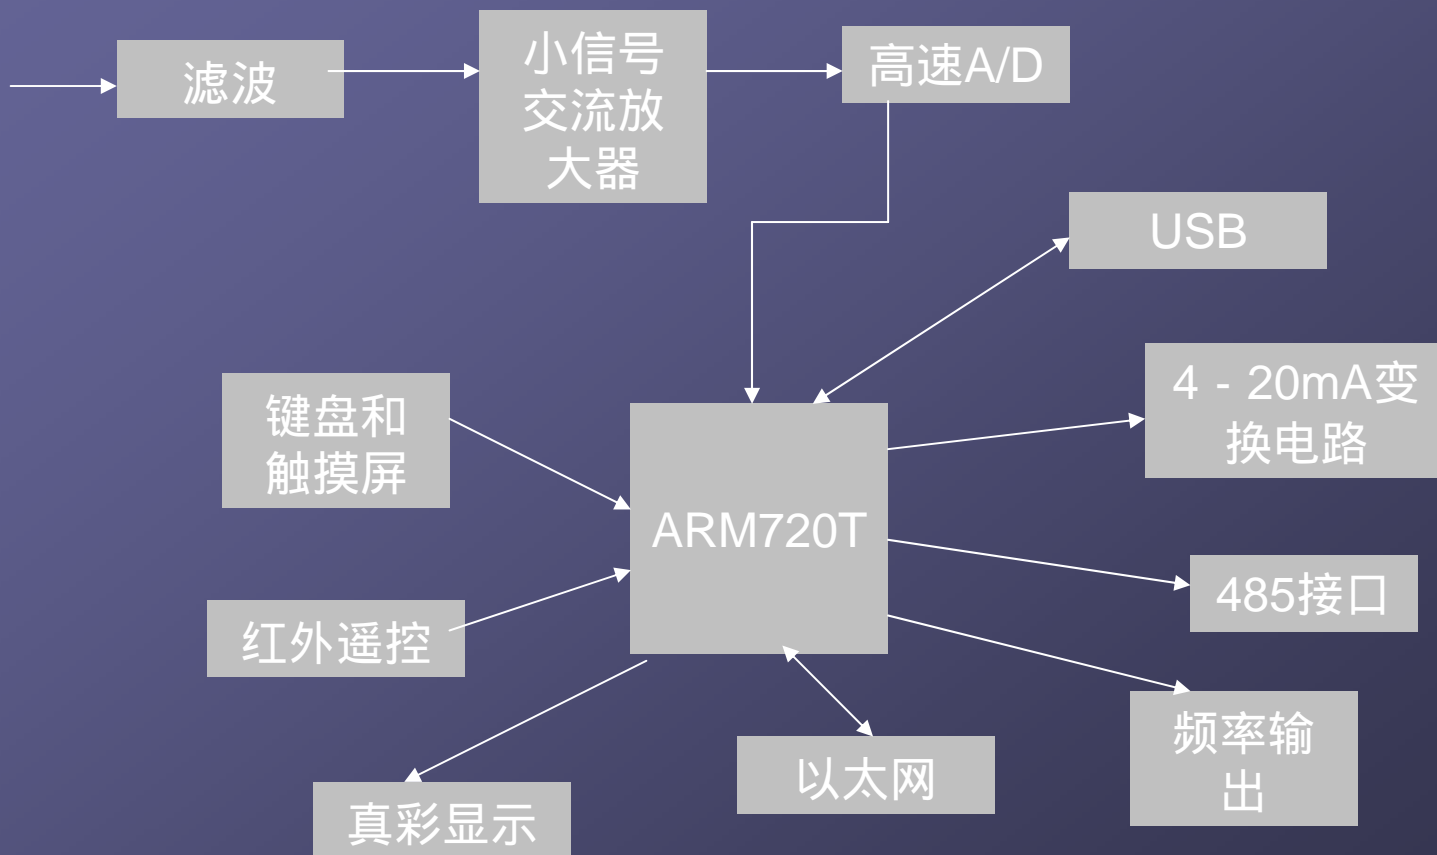 滤波
小信号
交流放
大器
高速A/D
USB
4－20mA变
换电路
键盘和
触摸屏
ARM720T
485接口
红外遥控
频率输
出
以太网
真彩显示